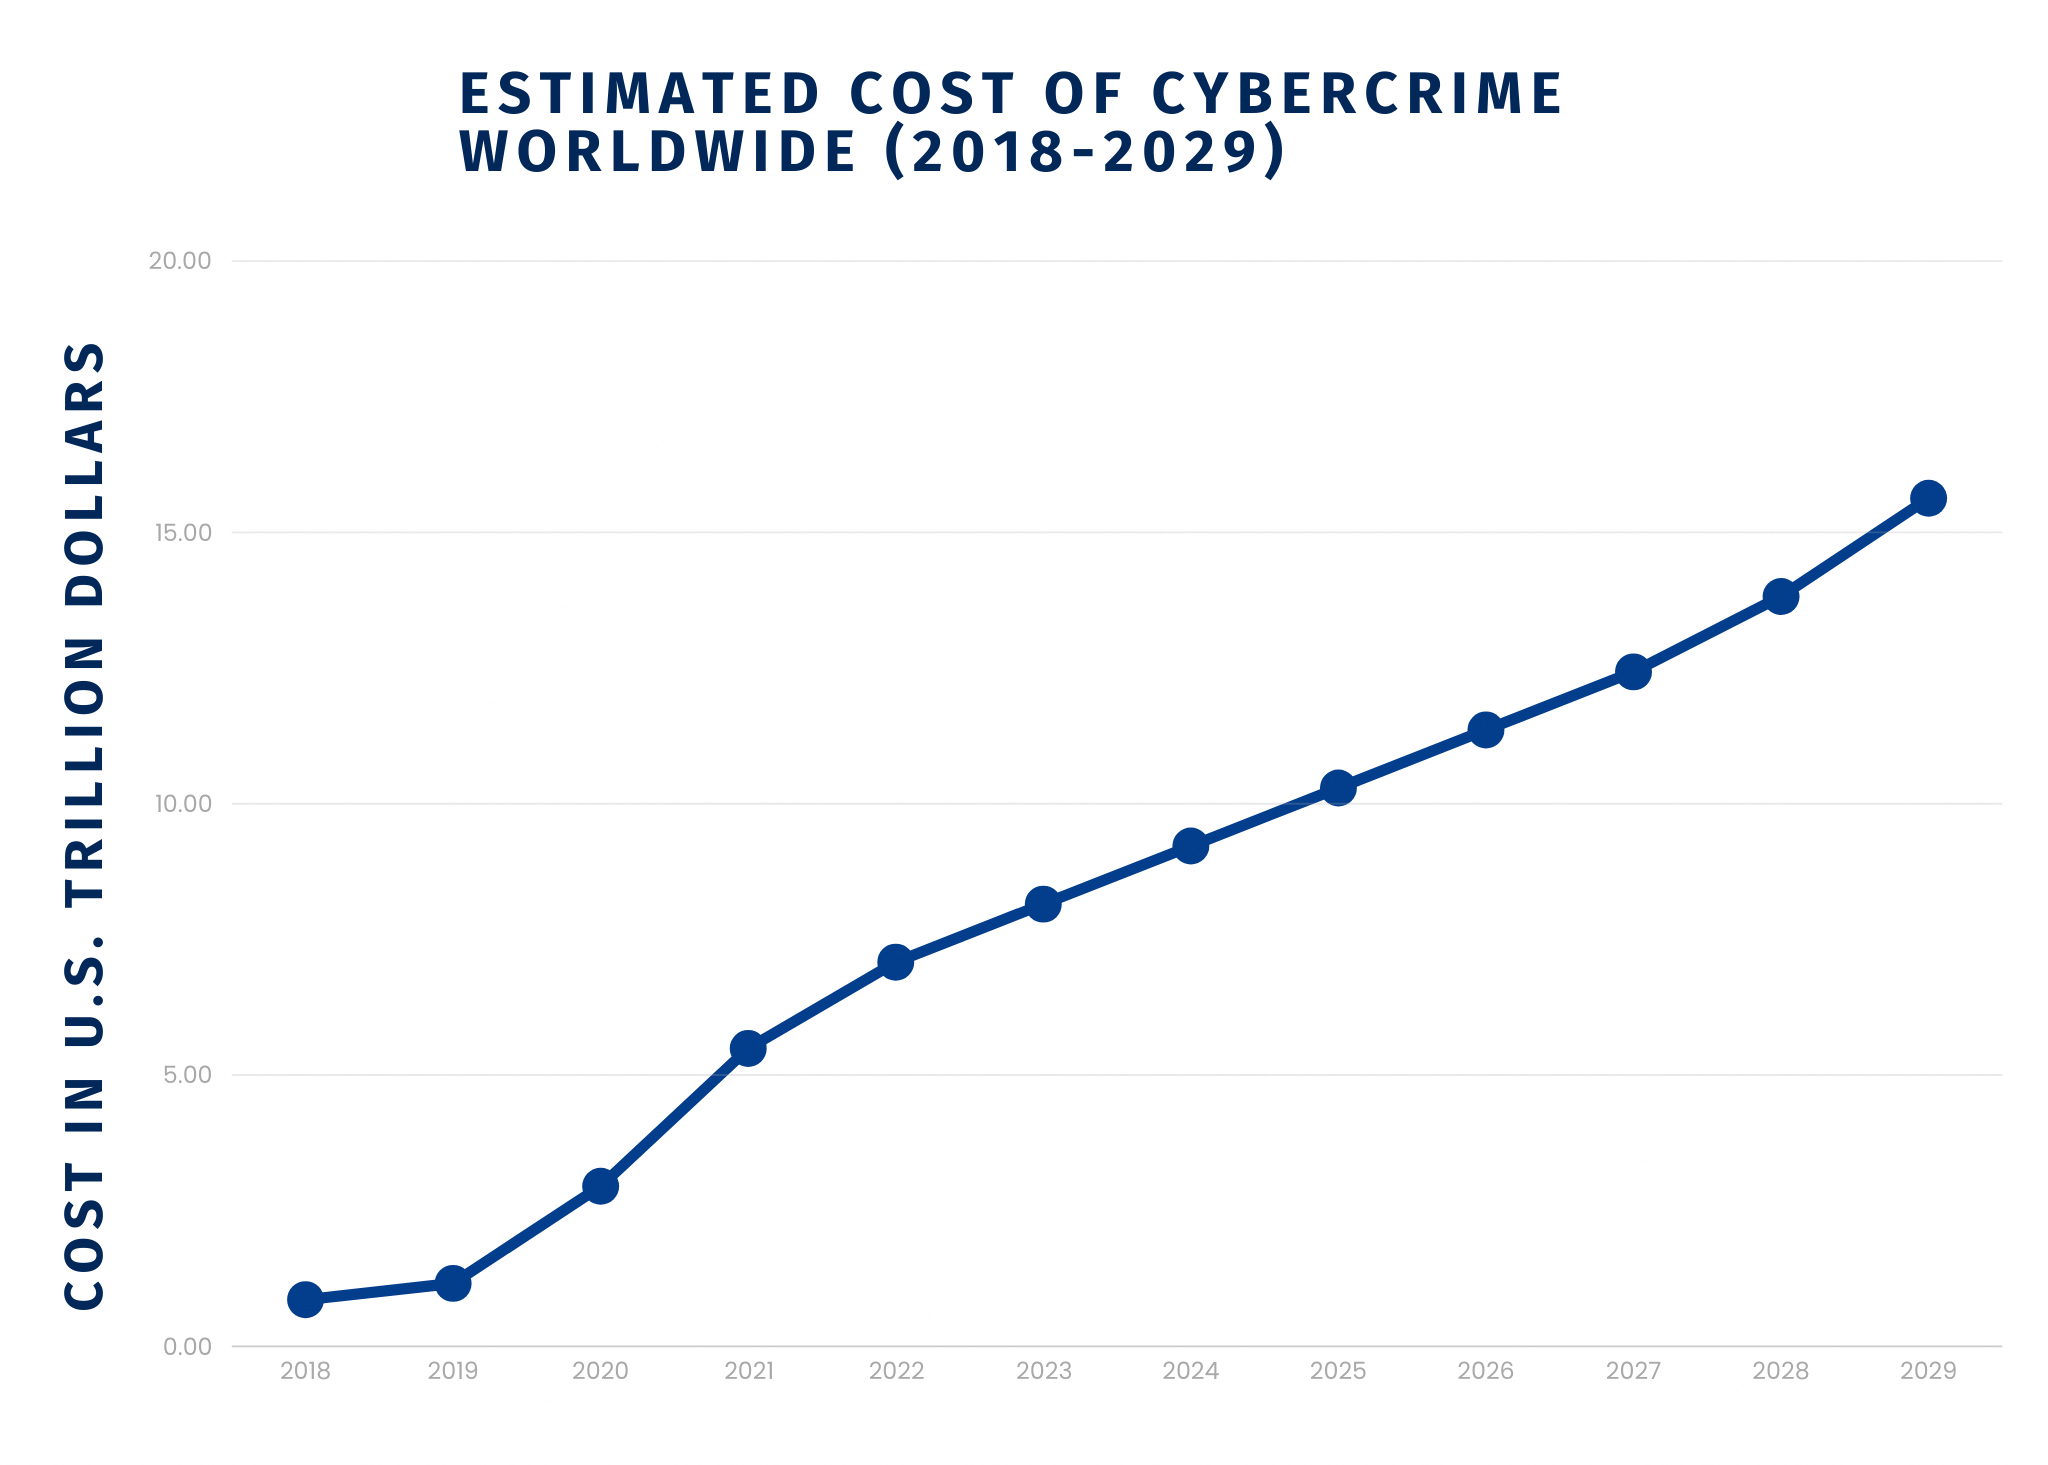 ESTIMATED COST OF CYBERCRIME
WORLDWIDE (2018-2029)
COST IN U.S. TRILLION DOLLARS
20.00
15.00
10.00
5.00
0.00
2018 2019 2020 2021 2022 2023 2024 2025 2026 2027 2028 2029